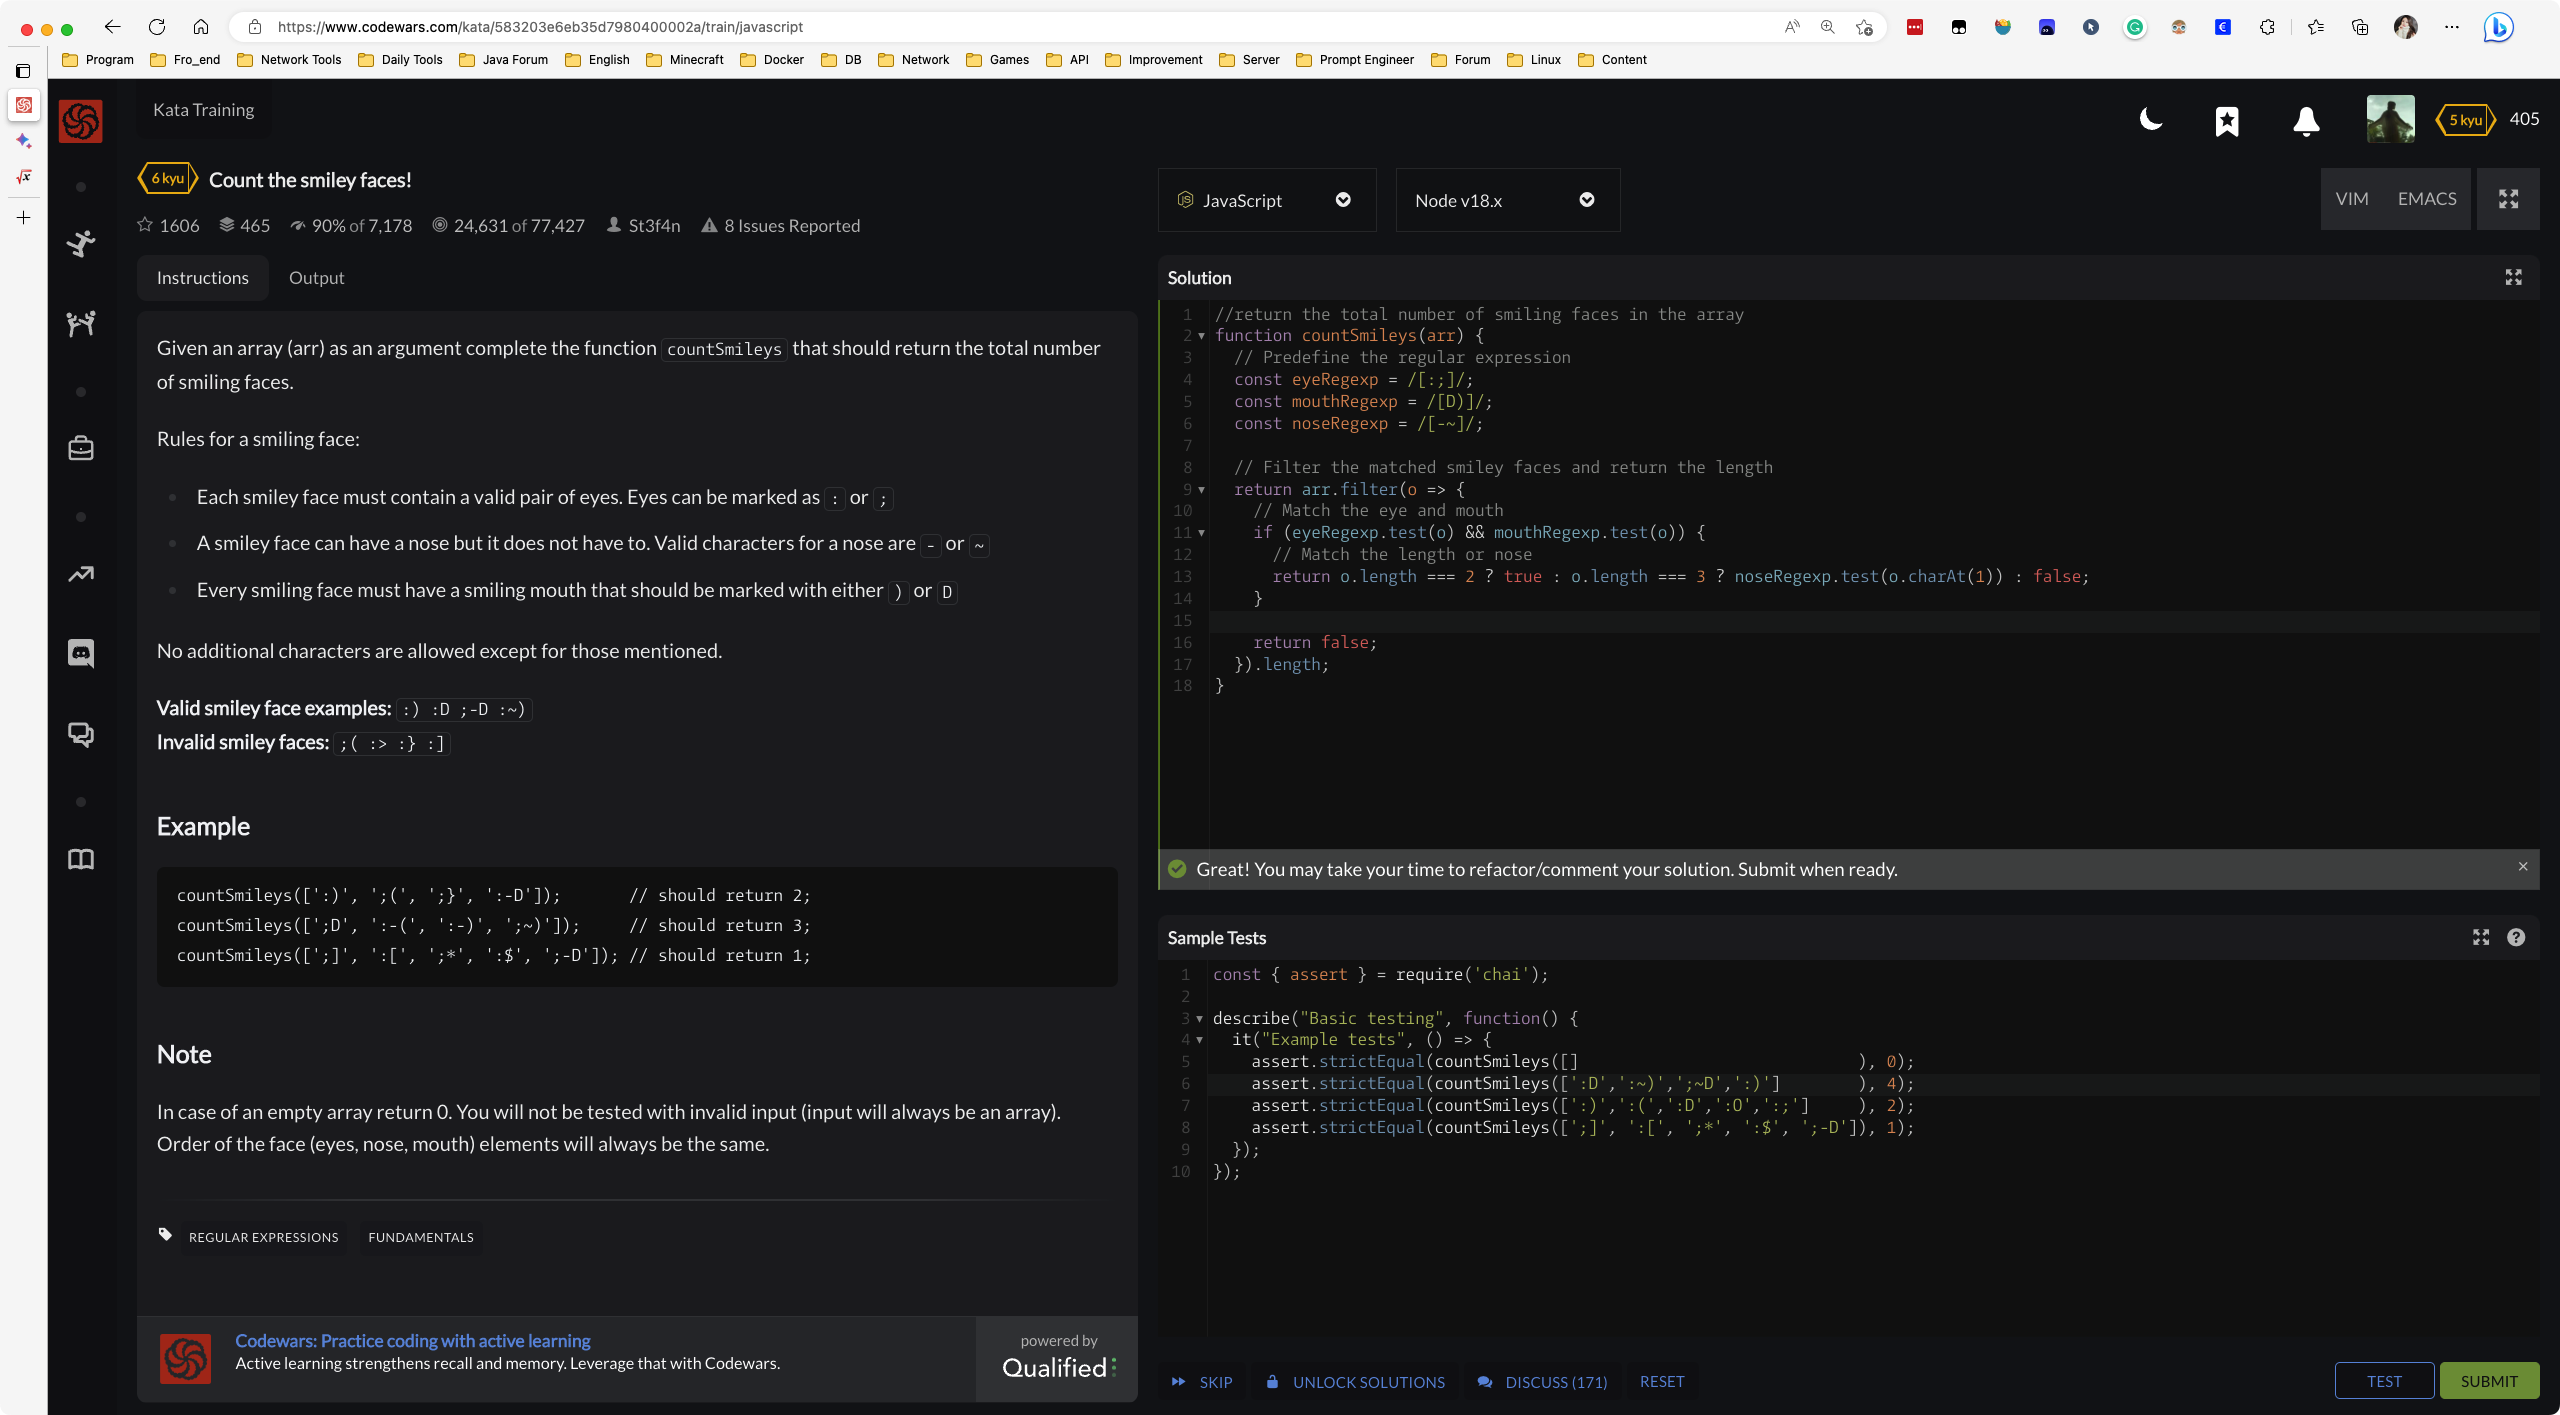 https://www.codewars.com/kata/583203e6eb35d7980400002a/train/javascript
Program Fro_end Network Tools Daily Tools Java Forum English Minecraft Docker DB Network Games API Improvement Server Prompt Engineer Forum Linux Content
Kata Training
5 kyu 405
6 kyu Count the smiley faces!
1606 465 90% of 7,178 24,631 of 77,427 St3f4n 8 Issues Reported
Instructions Output
Given an array (arr) as an argument complete the function countSmileys that should return the total number
of smiling faces.
Rules for a smiling face:
Each smiley face must contain a valid pair of eyes. Eyes can be marked as : or ;
A smiley face can have a nose but it does not have to. Valid characters for a nose are - or ~
Every smiling face must have a smiling mouth that should be marked with either ) or D
No additional characters are allowed except for those mentioned.
Valid smiley face examples: :) :D ;-D :~)
Invalid smiley faces: ;( :> :} :]
Example
countSmileys([':)', ';(', ';}', ':-D']);       // should return 2;
countSmileys([';D', ':-(', ':-)', ';~)']);     // should return 3;
countSmileys([';]', ':[', ';*', ':$', ';-D']); // should return 1;
Note
In case of an empty array return 0. You will not be tested with invalid input (input will always be an array).
Order of the face (eyes, nose, mouth) elements will always be the same.
REGULAR EXPRESSIONS FUNDAMENTALS
Codewars: Practice coding with active learning
Active learning strengthens recall and memory. Leverage that with Codewars.
powered by
Qualified
JavaScript Node v18.x VIM EMACS
Solution
1 //return the total number of smiling faces in the array
2 function countSmileys(arr) {
3   // Predefine the regular expression
4   const eyeRegexp = /[:;]/;
5   const mouthRegexp = /[D)]/;
6   const noseRegexp = /[-~]/;
7
8   // Filter the matched smiley faces and return the length
9   return arr.filter(o => {
10     // Match the eye and mouth
11     if (eyeRegexp.test(o) && mouthRegexp.test(o)) {
12       // Match the length or nose
13       return o.length === 2 ? true : o.length === 3 ? noseRegexp.test(o.charAt(1)) : false;
14     }
15
16     return false;
17   }).length;
18 }
Great! You may take your time to refactor/comment your solution. Submit when ready.
Sample Tests
1 const { assert } = require('chai');
2
3 describe("Basic testing", function() {
4   it("Example tests", () => {
5     assert.strictEqual(countSmileys([]                             ), 0);
6     assert.strictEqual(countSmileys([':D',':~)',';~D',':)']        ), 4);
7     assert.strictEqual(countSmileys([':)',':(',':D',':O',':;']     ), 2);
8     assert.strictEqual(countSmileys([';]', ':[', ';*', ':$', ';-D']), 1);
9   });
10 });
SKIP UNLOCK SOLUTIONS DISCUSS (171) RESET TEST SUBMIT